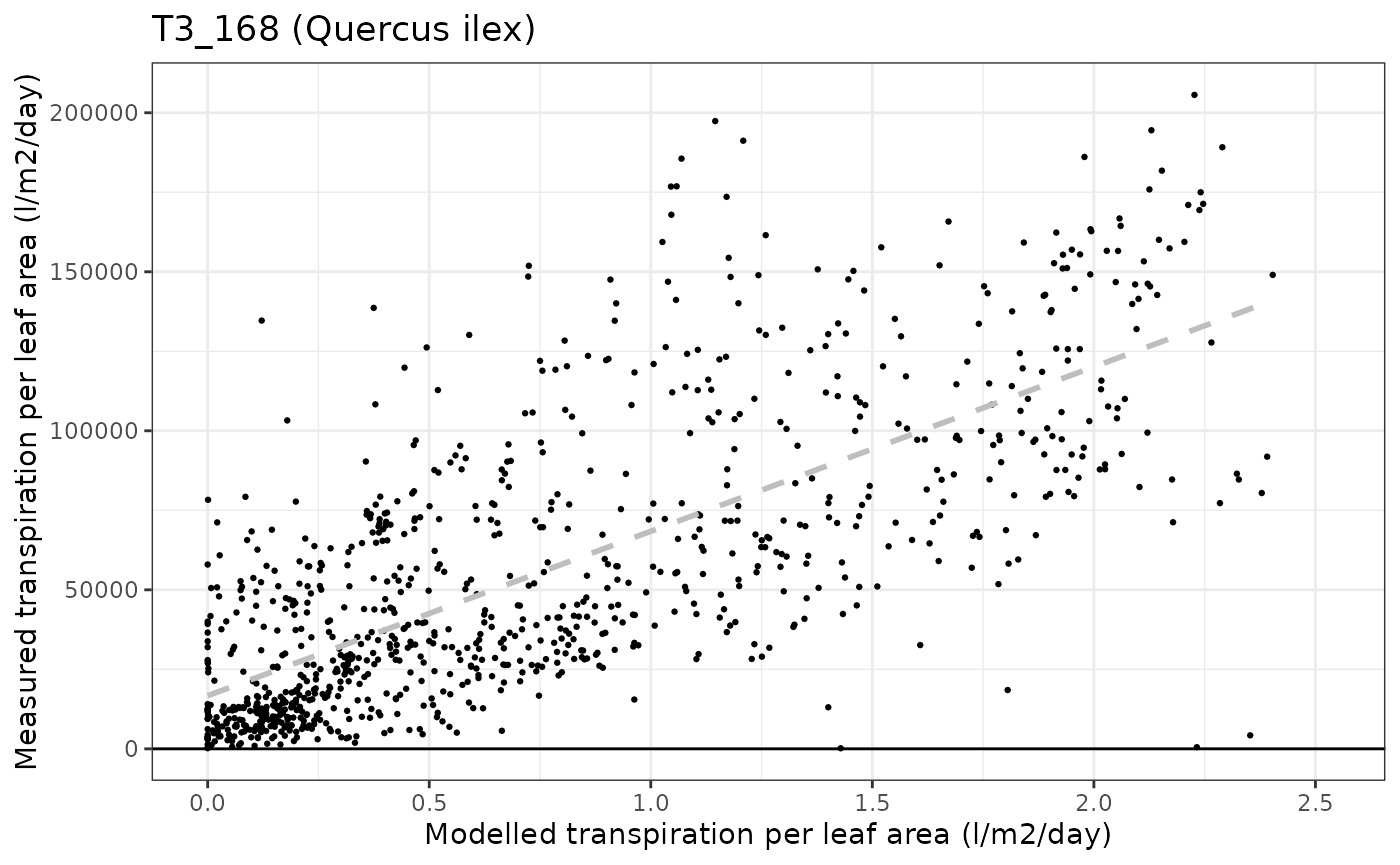 T3_168 (Quercus ilex)
Measured transpiration per leaf area (l/m2/day)
200000
150000
100000
50000
0
0.0 0.5 1.0 1.5 2.0 2.5
Modelled transpiration per leaf area (l/m2/day)